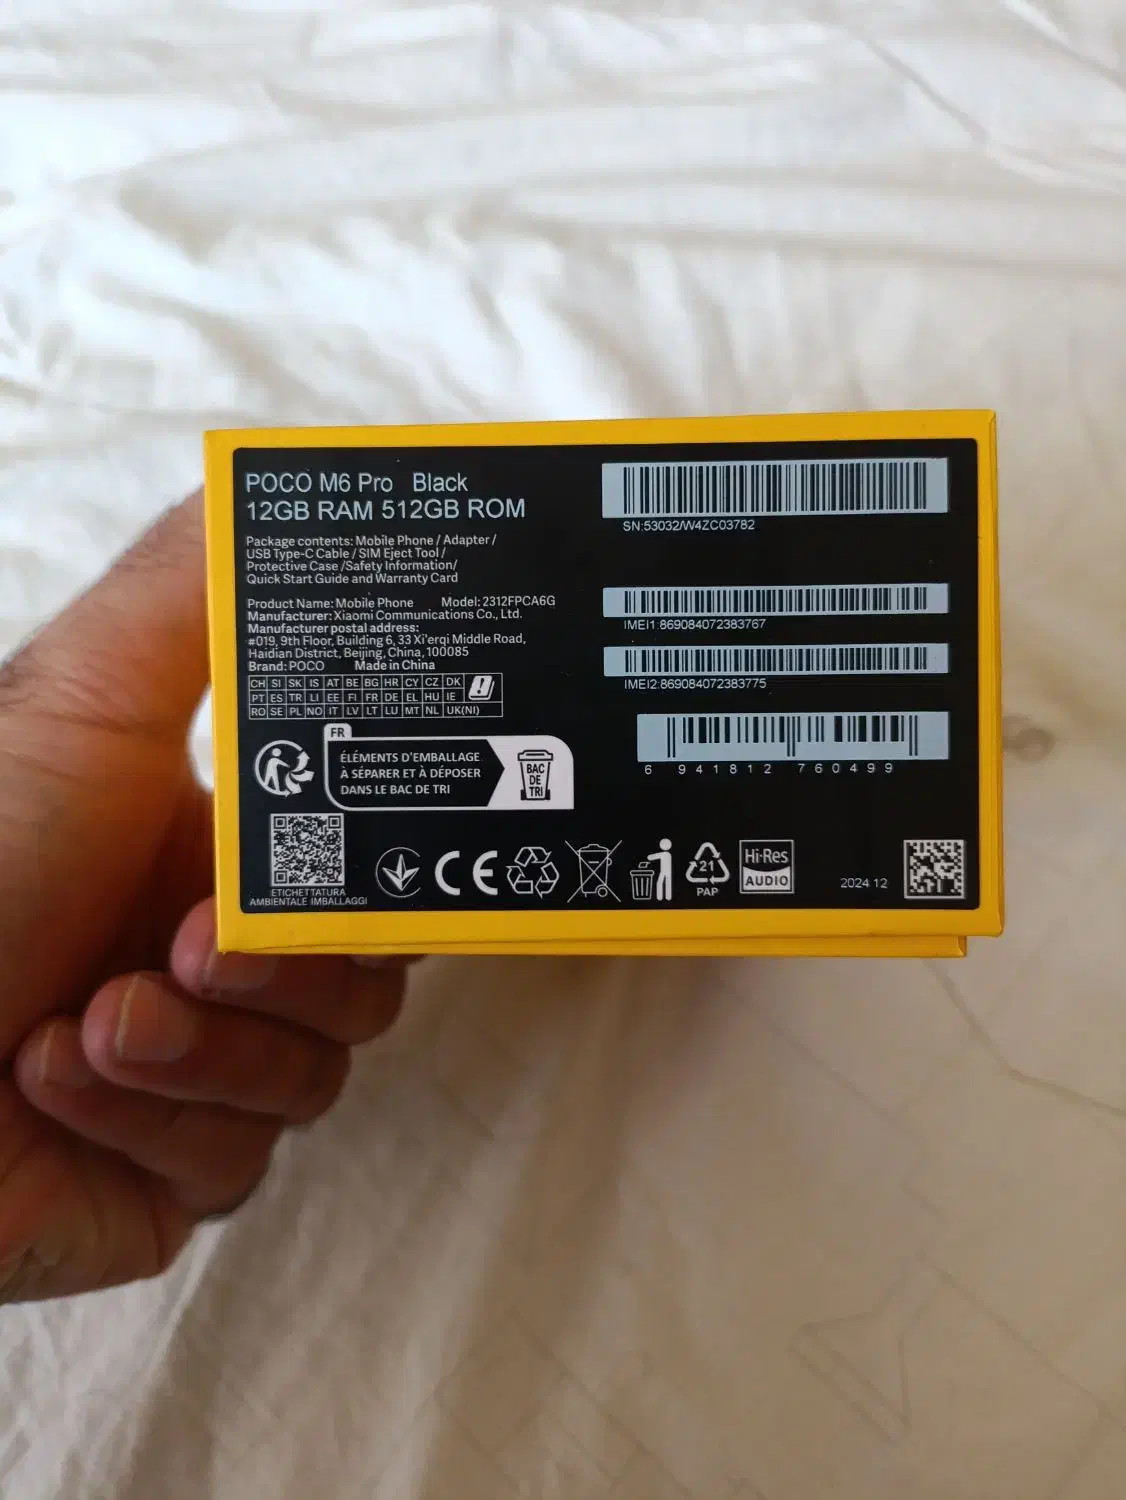 POCO M6 Pro Black
12GB RAM 512GB ROM
Package contents: Mobile Phone / Adapter /
USB Type-C Cable / SIM Eject Tool /
Protective Case /Safety Information/
Quick Start Guide and Warranty Card
Product Name: Mobile Phone Model: 2312FPCA6G
Manufacturer: Xiaomi Communications Co., Ltd.
Manufacturer postal address:
#019, 9th Floor, Building 6, 33 Xi'erqi Middle Road,
Haidian District, Beijing, China, 100085
Brand: POCO Made in China
CH SI SK IS AT BE BG HR CY CZ DK
PT ES TR LI EE FI FR DE EL HU IE
RO SE PL NO IT LV LT LU MT NL UK(NI)
FR
ÉLÉMENTS D'EMBALLAGE
À SÉPARER ET À DÉPOSER
DANS LE BAC DE TRI
BAC
DE
TRI
ETICHETTATURA
AMBIENTALE IMBALLAGGI
CE
21
PAP
Hi-Res
AUDIO
SN:53032/W4ZC03782
IMEI1:869084072383767
IMEI2:869084072383775
6 941812 760499
2024 12